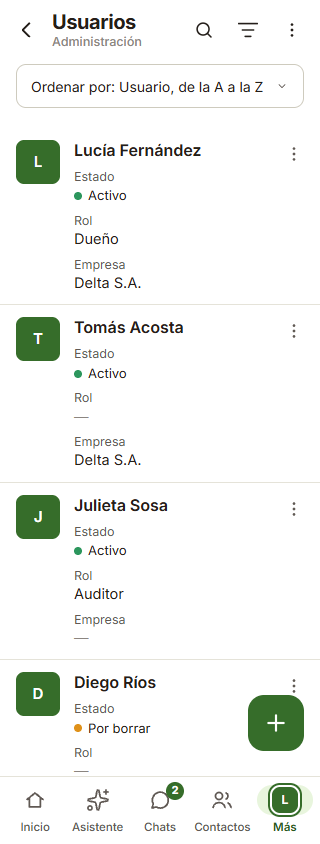 Usuarios
Administración
Ordenar por: Usuario, de la A a la Z
L
Lucía Fernández
Estado
Activo
Rol
Dueño
Empresa
Delta S.A.
T
Tomás Acosta
Estado
Activo
Rol
—
Empresa
Delta S.A.
J
Julieta Sosa
Estado
Activo
Rol
Auditor
Empresa
—
D
Diego Ríos
Estado
Por borrar
Rol
—
2
L
Inicio
Asistente
Chats
Contactos
Más